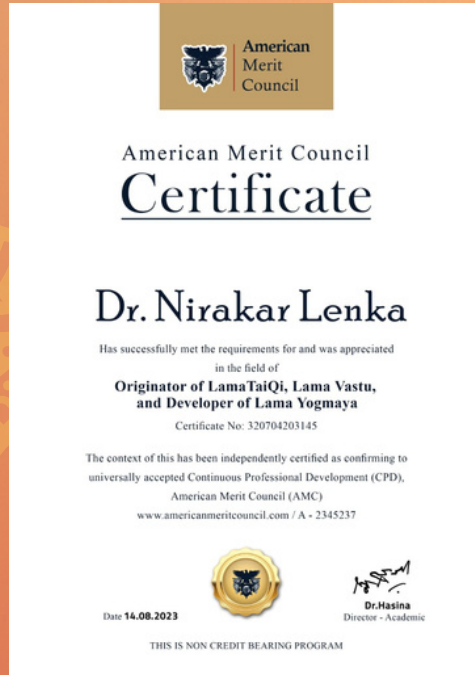 American
Merit
Council
American Merit Council
Certificate
Dr. Nirakar Lenka
Has successfully met the requirements for and was appreciated
in the field of
Originator of LamaTaiQi, Lama Vastu,
and Developer of Lama Yogmaya
Certificate No: 320704203145
The context of this has been independently certified as confirming to
universally accepted Continuous Professional Development (CPD),
American Merit Council (AMC)
www.americanmeritcouncil.com / A - 2345237
Date 14.08.2023
Dr.Hasina
Director - Academic
THIS IS NON CREDIT BEARING PROGRAM